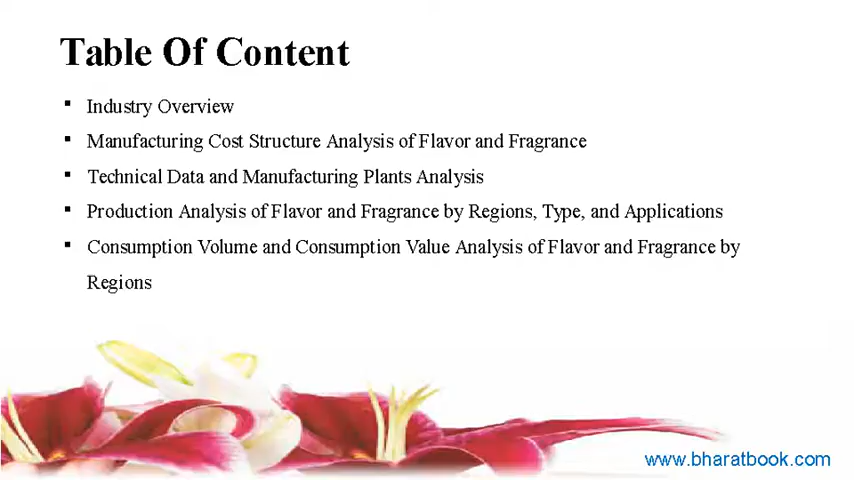 Table Of Content
▪ Industry Overview
▪ Manufacturing Cost Structure Analysis of Flavor and Fragrance
▪ Technical Data and Manufacturing Plants Analysis
▪ Production Analysis of Flavor and Fragrance by Regions, Type, and Applications
▪ Consumption Volume and Consumption Value Analysis of Flavor and Fragrance by
Regions
www.bharatbook.com